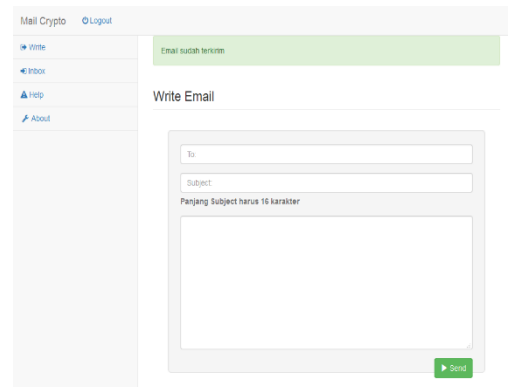 Mail Crypto Logout
Write
Email sudah terkirim
Inbox
Help
Write Email
About
To:
Subject:
Panjang Subject harus 16 karakter
Send